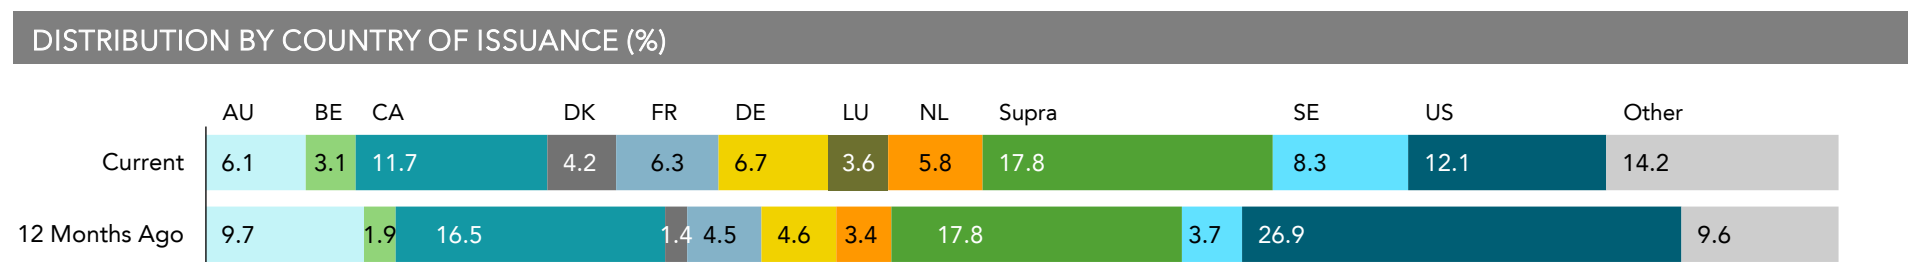 DISTRIBUTION BY COUNTRY OF ISSUANCE (%)
AU BE CA DK FR DE LU NL Supra SE US Other
Current 6.1 3.1 11.7 4.2 6.3 6.7 3.6 5.8 17.8 8.3 12.1 14.2
12 Months Ago 9.7 1.9 16.5 1.4 4.5 4.6 3.4 17.8 3.7 26.9 9.6